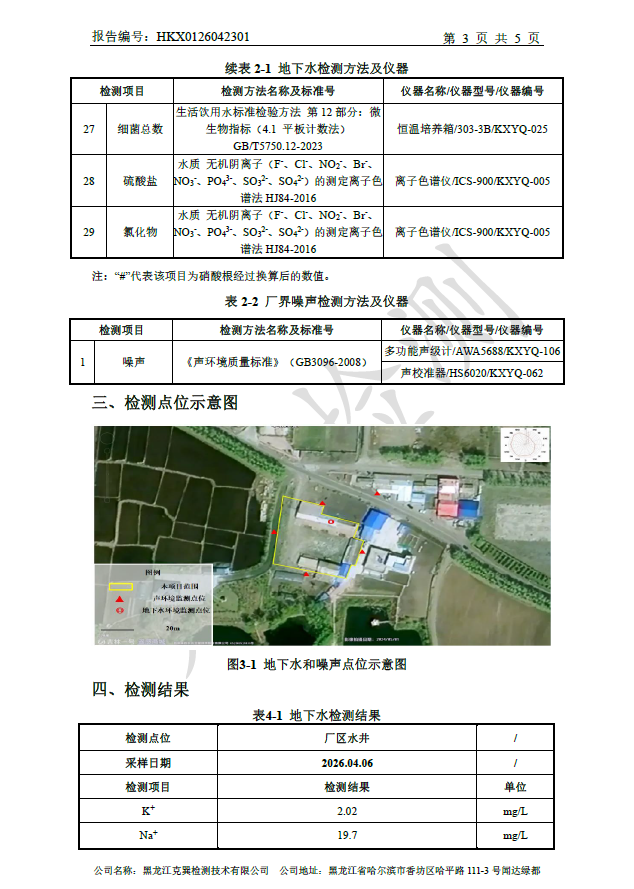 报告编号：HKX0126042301
第 3 页 共 5 页
续表 2-1 地下水检测方法及仪器
检测项目 检测方法名称及标准号 仪器名称/仪器型号/仪器编号
27 细菌总数 生活饮用水标准检验方法 第 12 部分：微
生物指标（4.1 平板计数法）
GB/T5750.12-2023
恒温培养箱/303-3B/KXYQ-025
28 硫酸盐 水质 无机阴离子（F-、Cl-、NO2-、Br-、
NO3-、PO43-、SO32-、SO42-）的测定离子色
谱法 HJ84-2016
离子色谱仪/ICS-900/KXYQ-005
29 氯化物 水质 无机阴离子（F-、Cl-、NO2-、Br-、
NO3-、PO43-、SO32-、SO42-）的测定离子色
谱法 HJ84-2016
离子色谱仪/ICS-900/KXYQ-005
注：“#”代表该项目为硝酸根经过换算后的数值。
表 2-2 厂界噪声检测方法及仪器
检测项目 检测方法名称及标准号 仪器名称/仪器型号/仪器编号
1 噪声 《声环境质量标准》（GB3096-2008）
多功能声级计/AWA5688/KXYQ-106
声校准器/HS6020/KXYQ-062
三、检测点位示意图
图例
本项目范围
声环境监测点位
地下水环境监测点位
20m
图3-1 地下水和噪声点位示意图
四、检测结果
表4-1 地下水检测结果
检测点位 厂区水井 /
采样日期 2026.04.06 /
检测项目 检测结果 单位
K+ 2.02 mg/L
Na+ 19.7 mg/L
公司名称：黑龙江克巽检测技术有限公司 公司地址：黑龙江省哈尔滨市香坊区哈平路 111-3 号闻达绿都